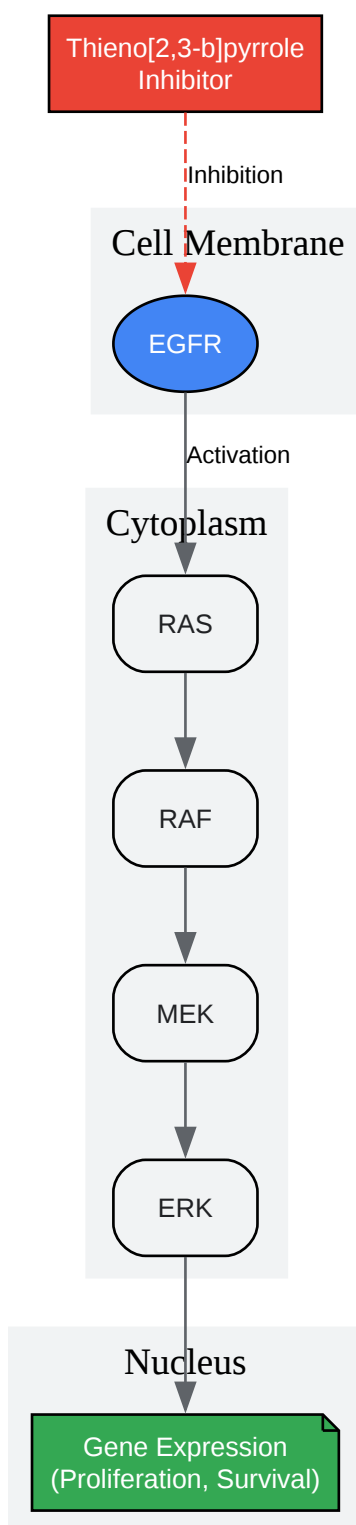 Thieno[2,3-b]pyrrole
Inhibitor
Inhibition
Cell Membrane
EGFR
Activation
Cytoplasm
RAS
RAF
MEK
ERK
Nucleus
Gene Expression
(Proliferation, Survival)